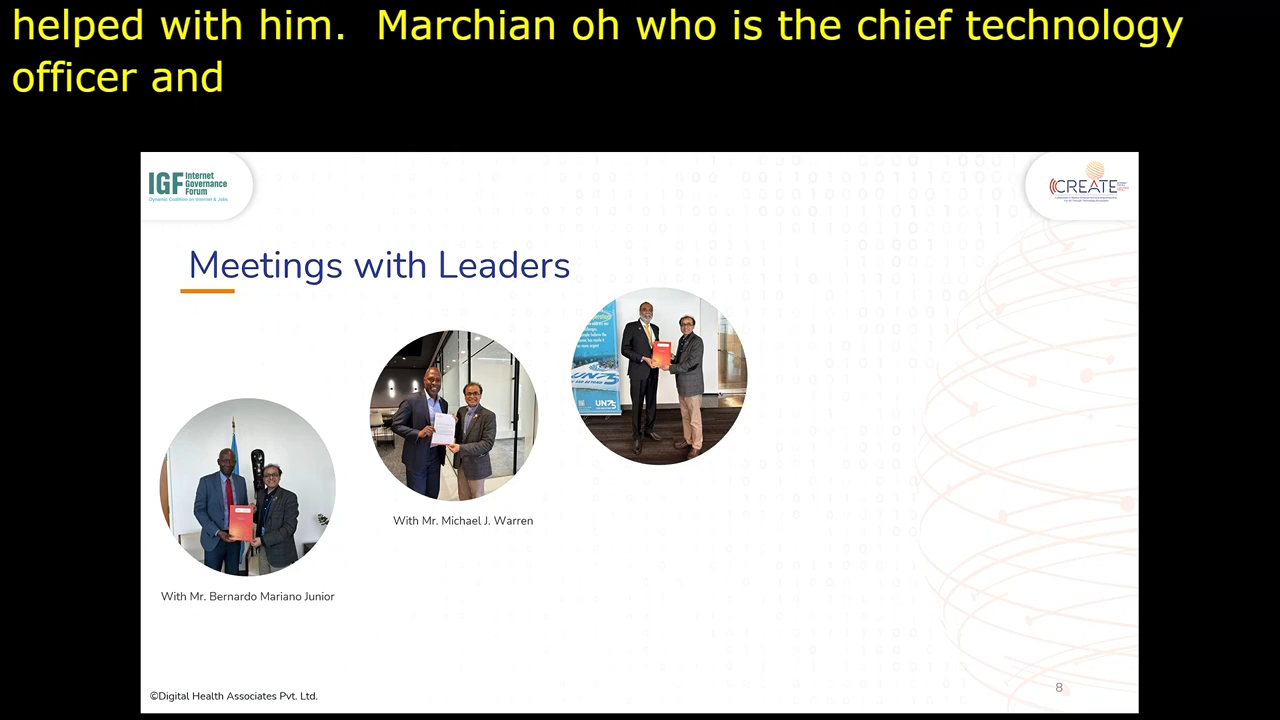 helped with him.  Marchian oh who is the chief technology
officer and
IGF Internet
Governance
Forum
Dynamic Coalition on Internet & Jobs
CREATE
Meetings with Leaders
UN75
With Mr. Michael J. Warren
With Mr. Bernardo Mariano Junior
©Digital Health Associates Pvt. Ltd.
8